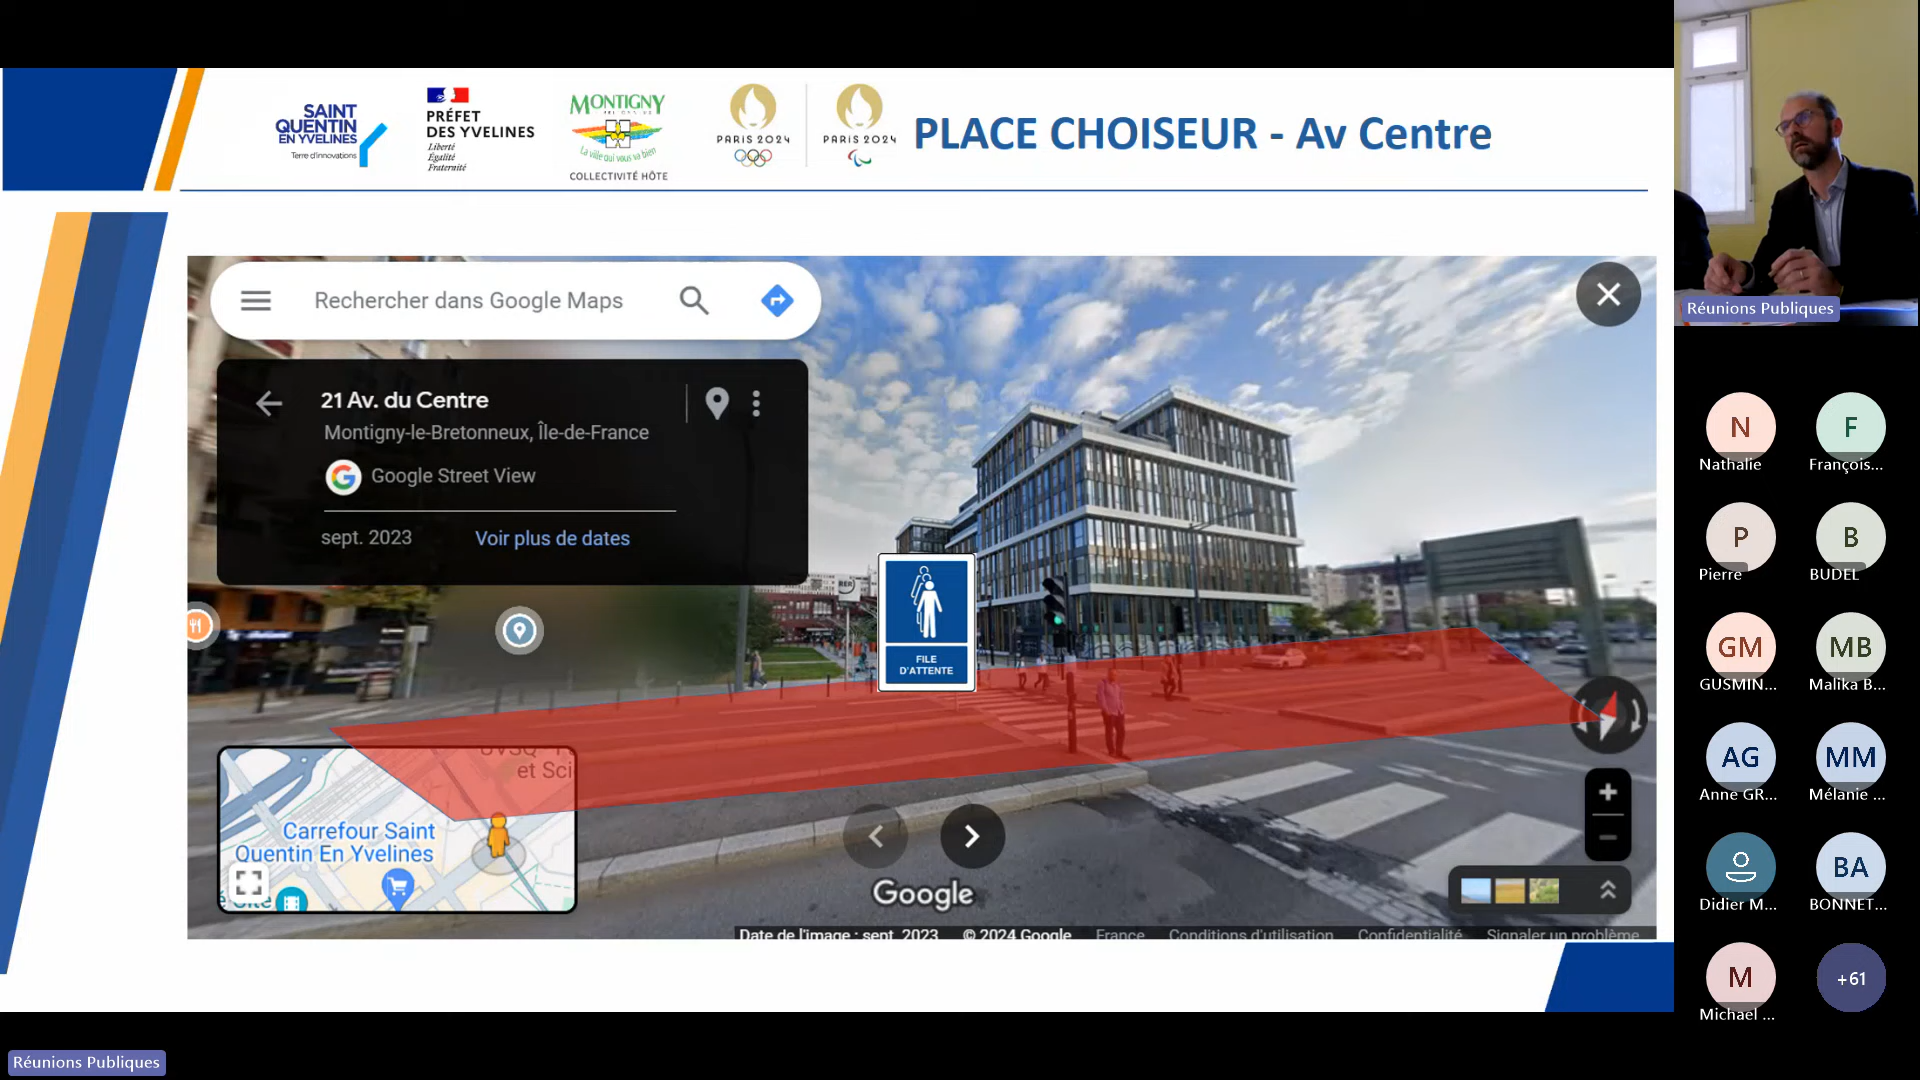 SAINT
QUENTIN
EN YVELINES
Terre d'innovations
PRÉFET
DES YVELINES
Liberté
Égalité
Fraternité
MONTIGNY
La ville qui vous va bien
COLLECTIVITÉ HÔTE
PARIS 2024
PARIS 2024
PLACE CHOISEUR - Av Centre
Rechercher dans Google Maps
21 Av. du Centre
Montigny-le-Bretonneux, Île-de-France
Google Street View
sept. 2023
Voir plus de dates
RER
FILE
D'ATTENTE
UVSQ
et Sci
Carrefour Saint
Quentin En Yvelines
Google
Date de l'image : sept. 2023
© 2024 Google
France
Conditions d'utilisation
Confidentialité
Signaler un problème
Réunions Publiques
N
Nathalie
F
François...
P
Pierre
B
BUDEL
GM
GUSMIN...
MB
Malika B...
AG
Anne GR...
MM
Mélanie ...
Didier M...
BA
BONNET...
M
Michael ...
+61
Réunions Publiques